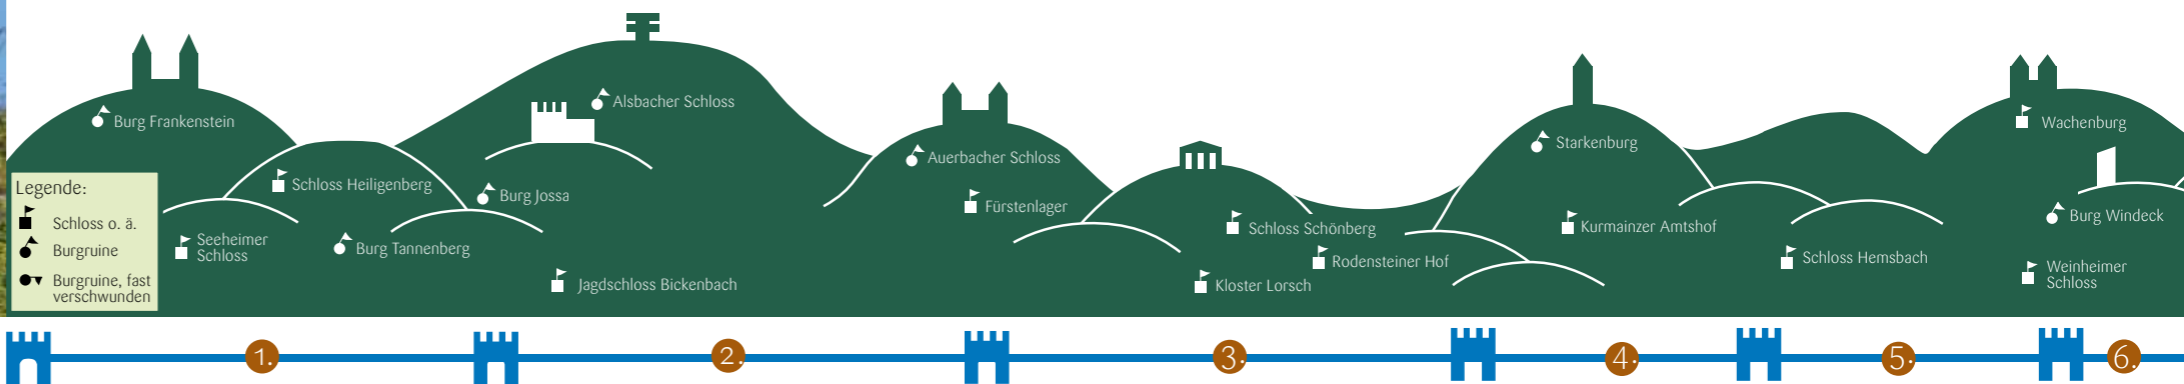 Burg Frankenstein
Alsbacher Schloss
Schloss Heiligenberg
Burg Jossa
Seeheimer
Schloss
Burg Tannenberg
Jagdschloss Bickenbach
Auerbacher Schloss
Fürstenlager
Schloss Schönberg
Rodensteiner Hof
Kloster Lorsch
Starkenburg
Kurmainzer Amtshof
Schloss Hemsbach
Wachenburg
Burg Windeck
Weinheimer
Schloss
Legende:
Schloss o. ä.
Burgruine
Burgruine, fast
verschwunden
1.
2.
3.
4.
5.
6.